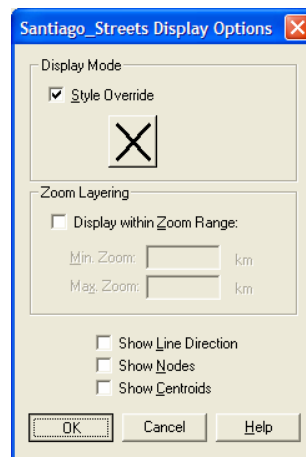 Santiago_Streets Display Options
Display Mode
Style Override
Zoom Layering
Display within Zoom Range:
Min. Zoom: km
Max. Zoom: km
Show Line Direction
Show Nodes
Show Centroids
OK Cancel Help